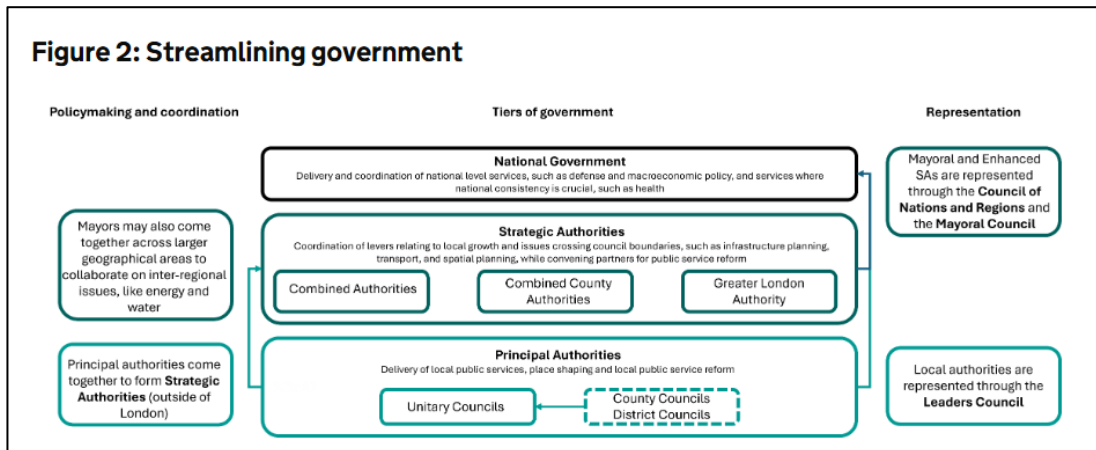 Figure 2: Streamlining government
Policymaking and coordination
Tiers of government
Representation
National Government
Delivery and coordination of national level services, such as defense and macroeconomic policy, and services where
national consistency is crucial, such as health
Mayoral and Enhanced
SAs are represented
through the Council of
Nations and Regions and
the Mayoral Council
Mayors may also come
together across larger
geographical areas to
collaborate on inter-regional
issues, like energy and
water
Strategic Authorities
Coordination of levers relating to local growth and issues crossing council boundaries, such as infrastructure planning,
transport, and spatial planning, while convening partners for public service reform
Combined Authorities
Combined County
Authorities
Greater London
Authority
Principal authorities come
together to form Strategic
Authorities (outside of
London)
Principal Authorities
Delivery of local public services, place shaping and local public service reform
Unitary Councils
County Councils
District Councils
Local authorities are
represented through the
Leaders Council